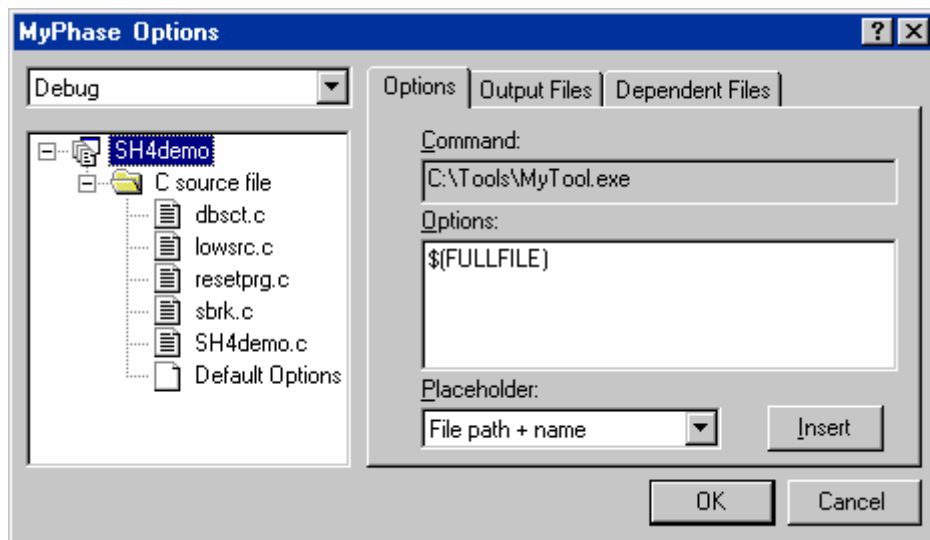 MyPhase Options
Debug
SH4demo
C source file
dbsct.c
lowsrc.c
resetprg.c
sbrk.c
SH4demo.c
Default Options
Options
Output Files
Dependent Files
Command:
C:\Tools\MyTool.exe
Options:
$(FULLFILE)
Placeholder:
File path + name
Insert
OK
Cancel